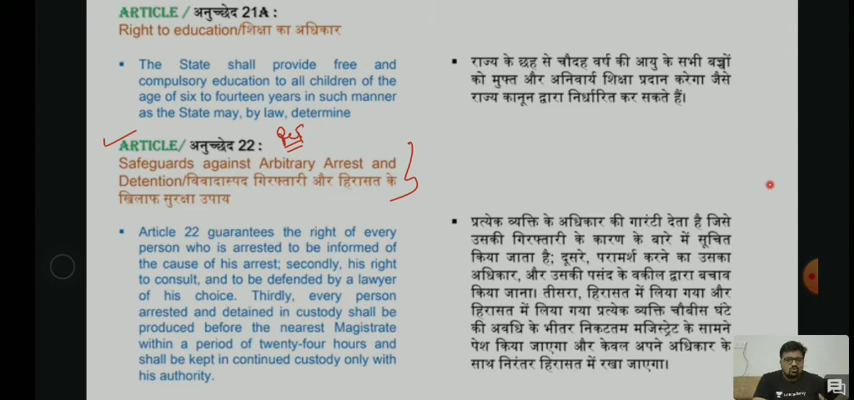 ARTICLE / अनुच्छेद 21A :
Right to education/शिक्षा का अधिकार
▪ The State shall provide free and
compulsory education to all children of the
age of six to fourteen years in such manner
as the State may, by law, determine
▪ राज्य के छह से चौदह वर्ष की आयु के सभी बच्चों
को मुफ्त और अनिवार्य शिक्षा प्रदान करेगा जैसे
राज्य कानून द्वारा निर्धारित कर सकते हैं।
ARTICLE/ अनुच्छेद 22 :
Safeguards against Arbitrary Arrest and
Detention/विवादास्पद गिरफ्तारी और हिरासत के
खिलाफ सुरक्षा उपाय
▪ Article 22 guarantees the right of every
person who is arrested to be informed of
the cause of his arrest; secondly, his right
to consult, and to be defended by a lawyer
of his choice. Thirdly, every person
arrested and detained in custody shall be
produced before the nearest Magistrate
within a period of twenty-four hours and
shall be kept in continued custody only with
his authority.
▪ प्रत्येक व्यक्ति के अधिकार की गारंटी देता है जिसे
उसकी गिरफ्तारी के कारण के बारे में सूचित
किया जाता है; दूसरे, परामर्श करने का उसका
अधिकार, और उसकी पसंद के वकील द्वारा बचाव
किया जाना। तीसरा, हिरासत में लिया गया और
हिरासत में लिया गया प्रत्येक व्यक्ति चौबीस घंटे
की अवधि के भीतर निकटतम मजिस्ट्रेट के सामने
पेश किया जाएगा और केवल अपने अधिकार के
साथ निरंतर हिरासत में रखा जाएगा।
unacademy